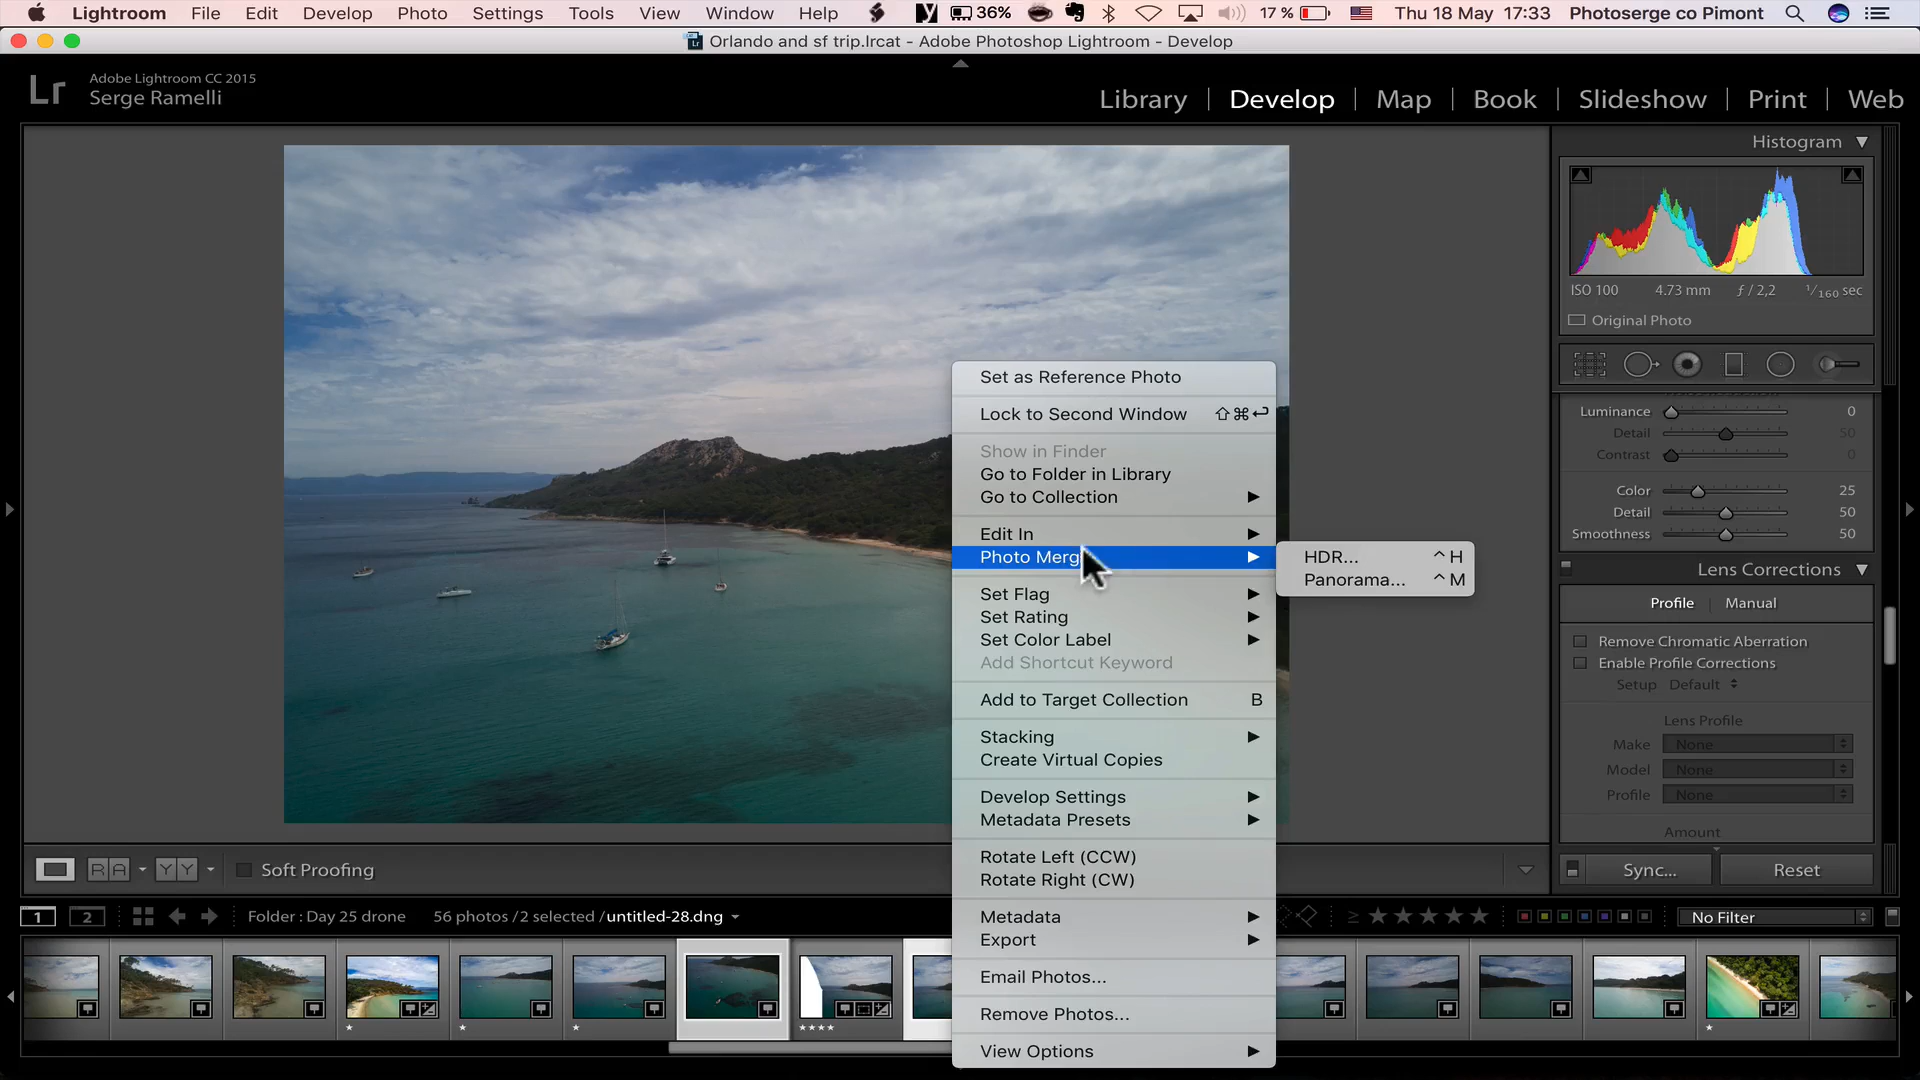 Lightroom File Edit Develop Photo Settings Tools View Window Help 36% 17 % Thu 18 May 17:33 Photoserge co Pimont
Orlando and sf trip.lrcat - Adobe Photoshop Lightroom - Develop
Lr
Adobe Lightroom CC 2015
Serge Ramelli
Library | Develop | Map | Book | Slideshow | Print | Web
Histogram
ISO 100 4.73 mm ƒ / 2,2 1/160 sec
Original Photo
Luminance 0
Detail 50
Contrast 0
Color 25
Detail 50
Smoothness 50
Lens Corrections
Profile Manual
Remove Chromatic Aberration
Enable Profile Corrections
Setup Default
Lens Profile
Make None
Model None
Profile None
Amount
Sync... Reset
Set as Reference Photo
Lock to Second Window ⇧⌘↩
Show in Finder
Go to Folder in Library
Go to Collection
Edit In
Photo Merg
HDR... ^H
Panorama... ^M
Set Flag
Set Rating
Set Color Label
Add Shortcut Keyword
Add to Target Collection B
Stacking
Create Virtual Copies
Develop Settings
Metadata Presets
Rotate Left (CCW)
Rotate Right (CW)
Metadata
Export
Email Photos...
Remove Photos...
View Options
RA YY Soft Proofing
1 2 Folder : Day 25 drone 56 photos /2 selected /untitled-28.dng ≥ ★★★★★ No Filter